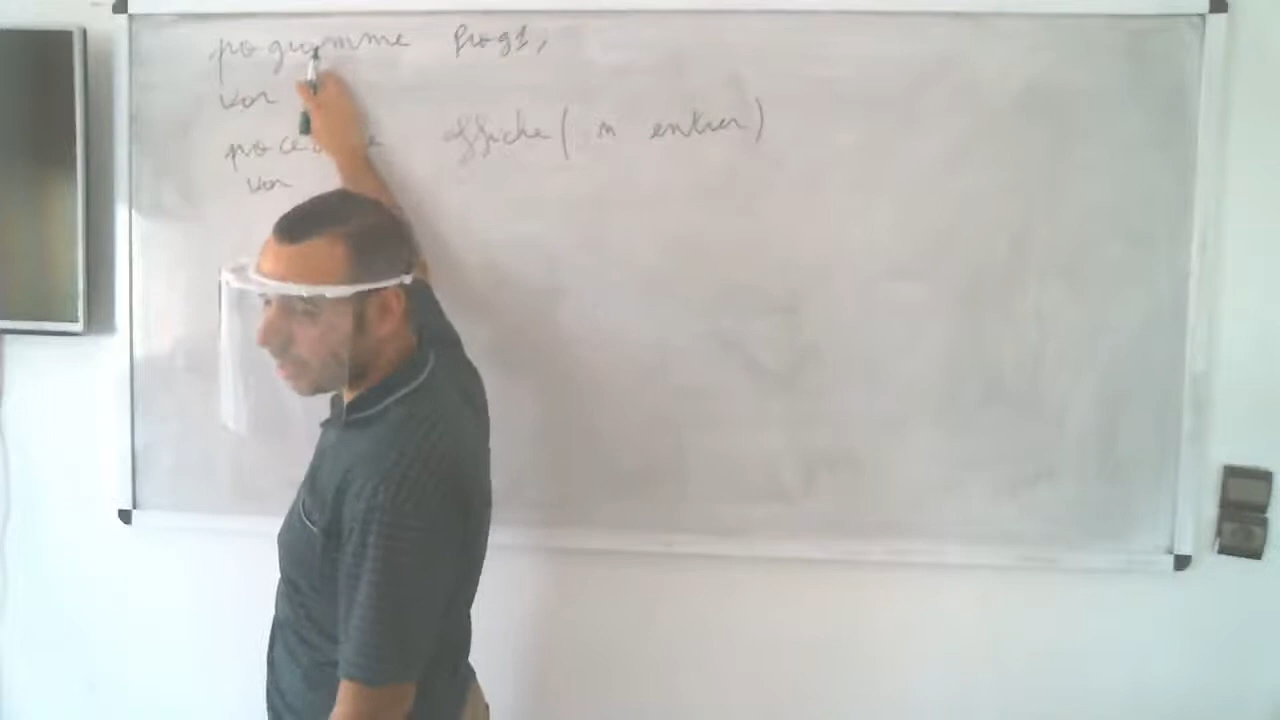 programme Prog1;
var
procedure affiche( n entier)
var